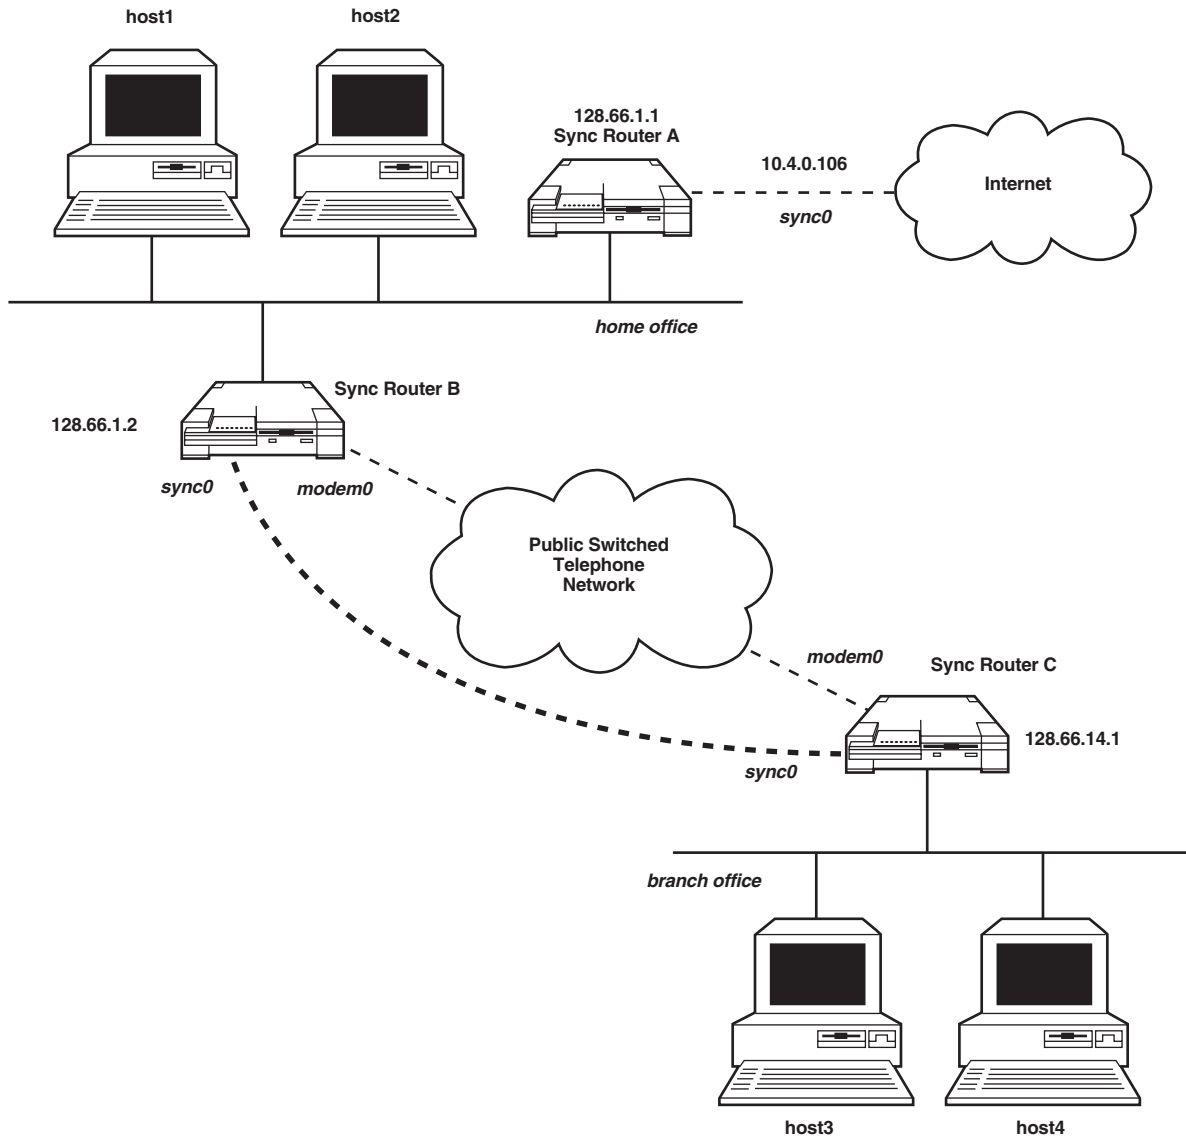 host1
host2
128.66.1.1
Sync Router A
10.4.0.106
Internet
sync0
home office
Sync Router B
128.66.1.2
sync0
modem0
Public Switched
Telephone
Network
modem0
Sync Router C
128.66.14.1
sync0
branch office
host3
host4